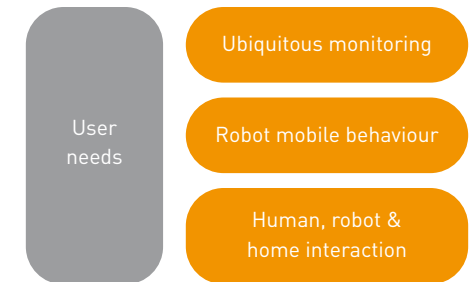 User
needs
Ubiquitous monitoring
Robot mobile behaviour
Human, robot &
home interaction